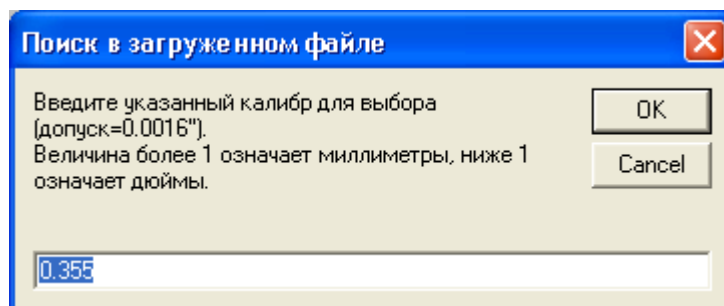 Поиск в загруженном файле
Введите указанный калибр для выбора
(допуск=0.0016").
Величина более 1 означает миллиметры, ниже 1
означает дюймы.
OK
Cancel
0.355